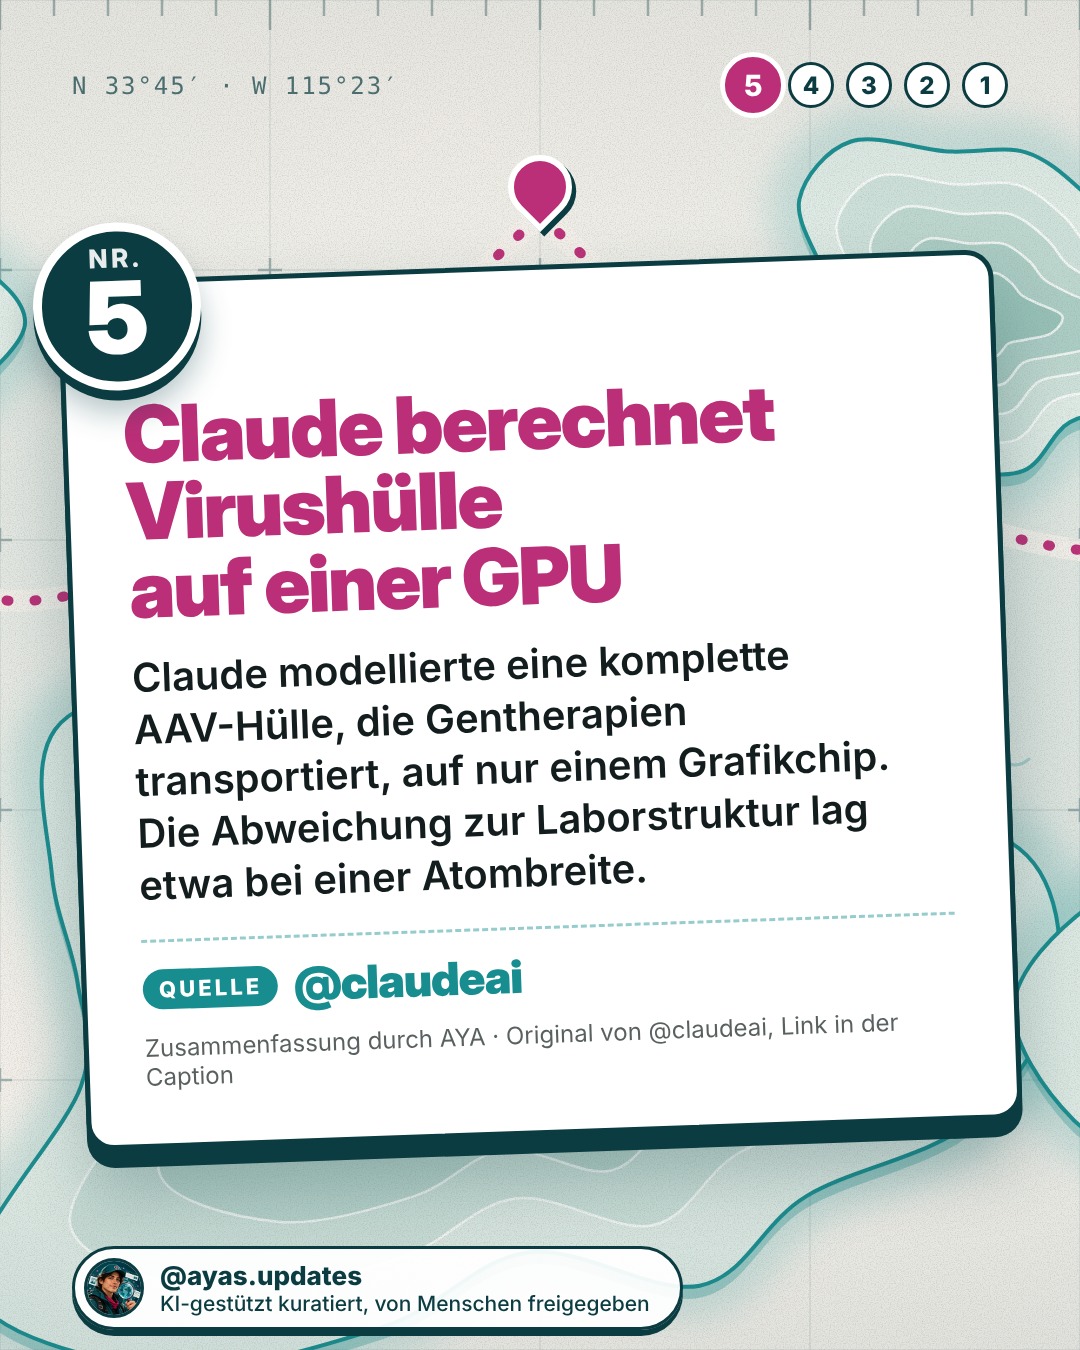 N 33°45′ · W 115°23′
5 4 3 2 1
NR.
5
Claude berechnet
Virushülle
auf einer GPU
Claude modellierte eine komplette
AAV-Hülle, die Gentherapien
transportiert, auf nur einem Grafikchip.
Die Abweichung zur Laborstruktur lag
etwa bei einer Atombreite.
QUELLE @claudeai
Zusammenfassung durch AYA · Original von @claudeai, Link in der
Caption
@ayas.updates
KI-gestützt kuratiert, von Menschen freigegeben